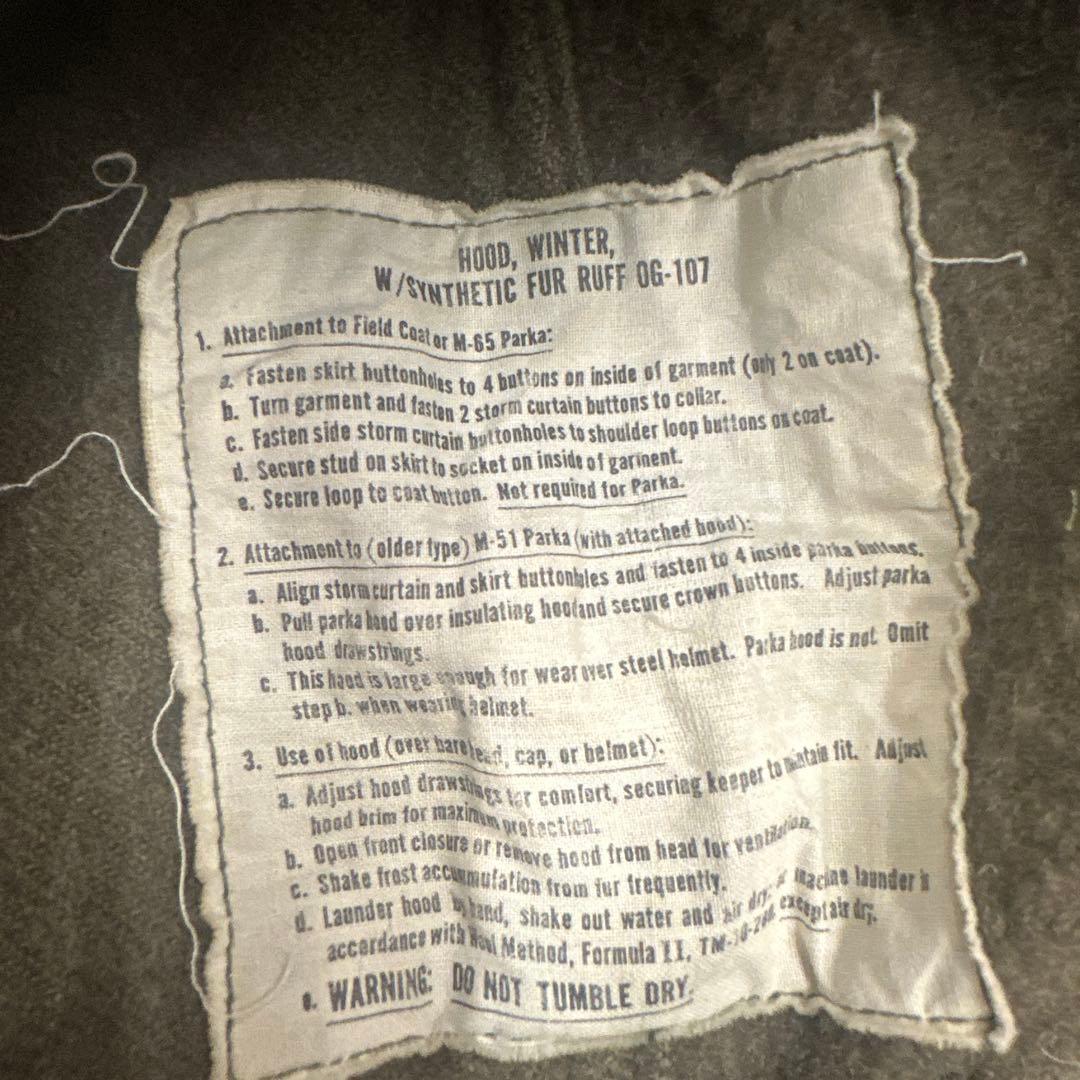 HOOD, WINTER,
W/SYNTHETIC FUR RUFF OG-107
1. Attachment to Field Coat or M-65 Parka:
a. Fasten skirt buttonholes to 4 buttons on inside of garment (only 2 on coat).
b. Turn garment and fasten 2 storm curtain buttons to collar.
c. Fasten side storm curtain buttonholes to shoulder loop buttons on coat.
d. Secure stud on skirt to socket on inside of garment.
e. Secure loop to coat button. Not required for Parka.
2. Attachment to (older type) M-51 Parka (with attached hood):
a. Align storm curtain and skirt buttonholes and fasten to 4 inside parka buttons.
b. Pull parka hood over insulating hood and secure crown buttons. Adjust parka
hood drawstrings.
c. This hood is large enough for wear over steel helmet. Parka hood is not. Omit
step b. when wearing helmet.
3. Use of hood (over bare head, cap, or helmet):
a. Adjust hood drawstrings for comfort, securing keeper to maintain fit. Adjust
hood brim for maximum protection.
b. Open front closure or remove hood from head for ventilation.
c. Shake frost accumulation from fur frequently.
d. Launder hood by hand, shake out water and air dry, or machine launder in
accordance with Wool Method, Formula II, except air dry.
e. WARNING: DO NOT TUMBLE DRY.